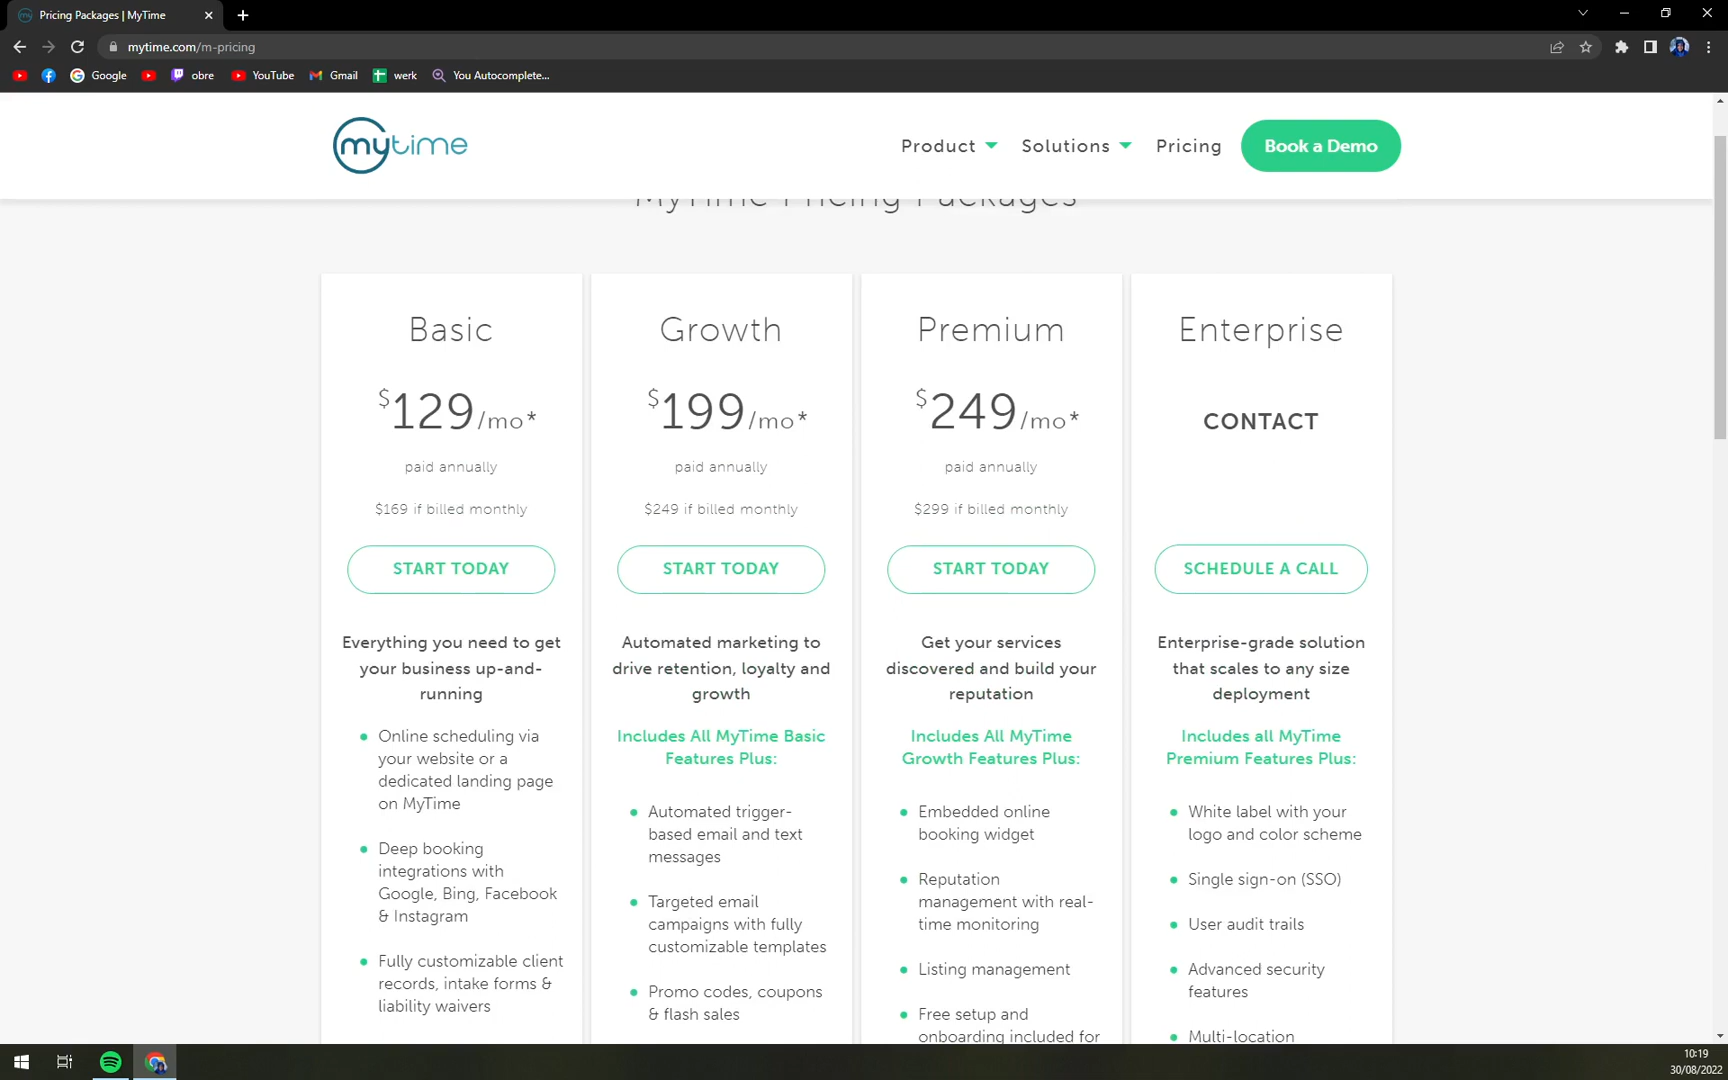 Pricing Packages | MyTime
mytime.com/m-pricing
Google
obre
YouTube
Gmail
werk
You Autocomplete...
mytime
Product
Solutions
Pricing
Book a Demo
MyTime Pricing Packages
Basic
$129/mo*
paid annually
$169 if billed monthly
START TODAY
Everything you need to get
your business up-and-
running
Online scheduling via
your website or a
dedicated landing page
on MyTime
Deep booking
integrations with
Google, Bing, Facebook
& Instagram
Fully customizable client
records, intake forms &
liability waivers
Growth
$199/mo*
paid annually
$249 if billed monthly
START TODAY
Automated marketing to
drive retention, loyalty and
growth
Includes All MyTime Basic
Features Plus:
Automated trigger-
based email and text
messages
Targeted email
campaigns with fully
customizable templates
Promo codes, coupons
& flash sales
Premium
$249/mo*
paid annually
$299 if billed monthly
START TODAY
Get your services
discovered and build your
reputation
Includes All MyTime
Growth Features Plus:
Embedded online
booking widget
Reputation
management with real-
time monitoring
Listing management
Free setup and
onboarding included for
Enterprise
CONTACT
SCHEDULE A CALL
Enterprise-grade solution
that scales to any size
deployment
Includes all MyTime
Premium Features Plus:
White label with your
logo and color scheme
Single sign-on (SSO)
User audit trails
Advanced security
features
Multi-location
10:19
30/08/2022